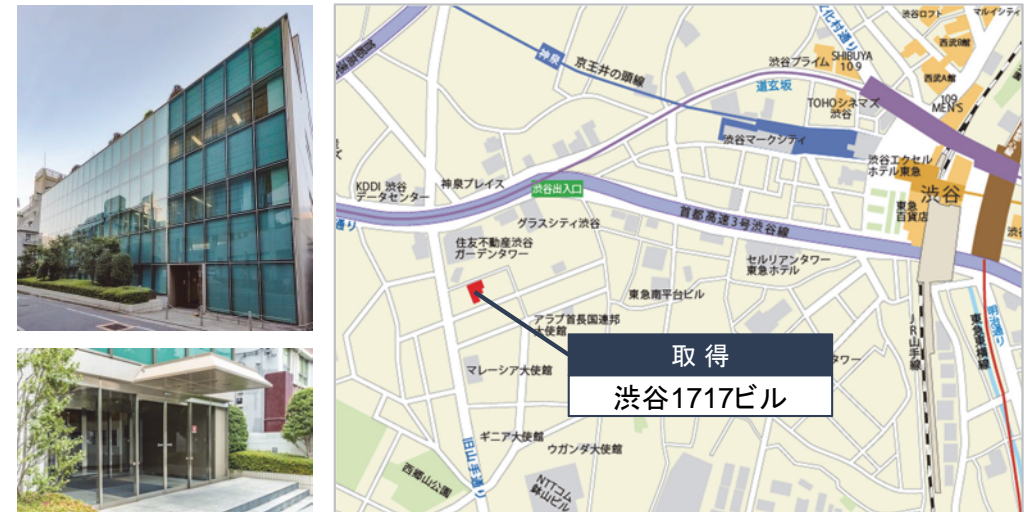 首都高速
神泉
京王井の頭線
文化村通り
渋谷ロフト
マルイシティ
西武B館
渋谷プライム
SHIBUYA
109
西武A館
道玄坂
TOHOシネマズ
渋谷
109
MEN'S
渋谷マークシティ
渋谷エクセル
ホテル東急
渋谷
KDDI 渋谷
データセンター
神泉プレイス
渋谷出入口
東急
百貨店
通り
グラスシティ渋谷
首都高速3号渋谷線
住友不動産渋谷
ガーデンタワー
セルリアンタワー
東急ホテル
東急南平台ビル
アラブ首長国連邦
大使館
JR山手線
東急東横線
明治通り
取得
タワー
渋谷1717ビル
マレーシア大使館
ギニア大使館
ウガンダ大使館
旧山手通り
西郷山公園
NTTコム
鉢山ビル